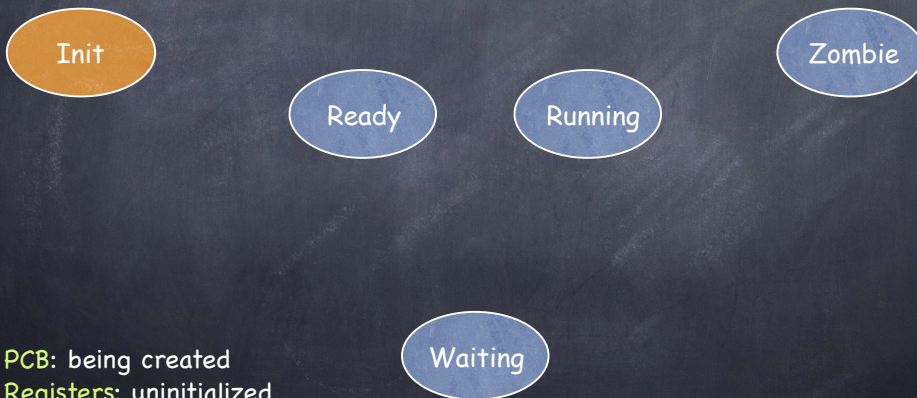 Init
Zombie
Ready
Running
Waiting
PCB: being created
Registers: uninitialized